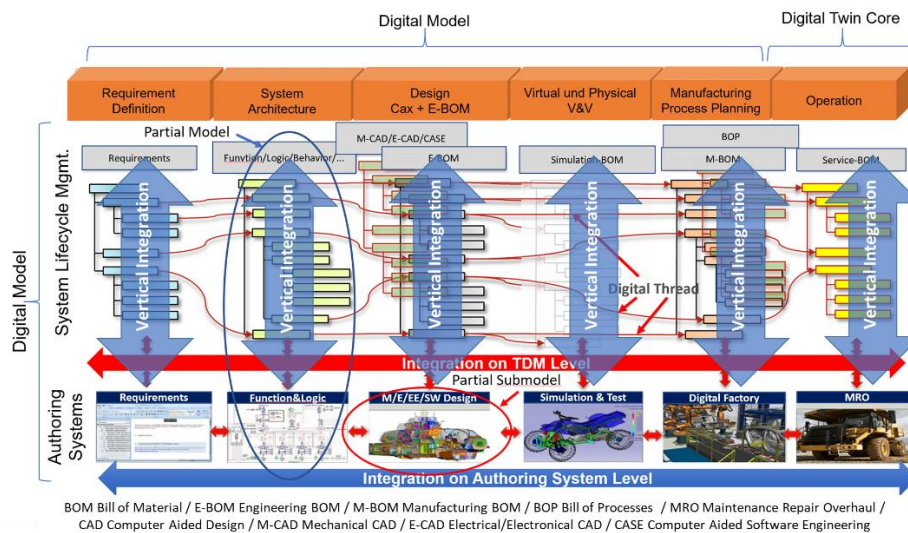 Digital Model
Digital Twin Core
Requirement
Definition
System
Architecture
Design
Cax + E-BOM
Virtual und Physical
V&V
Manufacturing
Process Planning
Operation
Partial Model
M-CAD/E-CAD/CASE
BOP
Requirements
Funvtion/Logic/Behavior/...
E-BOM
Simulation-BOM
M-BOM
Service-BOM
Digital Model
System Lifecycle Mgmt.
Vertical Integration
Vertical Integration
Vertical Integration
Vertical Integration
Vertical Integration
Vertical Integration
Digital Thread
Integration on TDM Level
Partial Submodel
Authoring
Systems
Requirements
Function&Logic
M/E/EE/SW Design
Simulation & Test
Digital Factory
MRO
Integration on Authoring System Level
BOM Bill of Material / E-BOM Engineering BOM / M-BOM Manufacturing BOM / BOP Bill of Processes / MRO Maintenance Repair Overhaul /
CAD Computer Aided Design / M-CAD Mechanical CAD / E-CAD Electrical/Electronical CAD / CASE Computer Aided Software Engineering